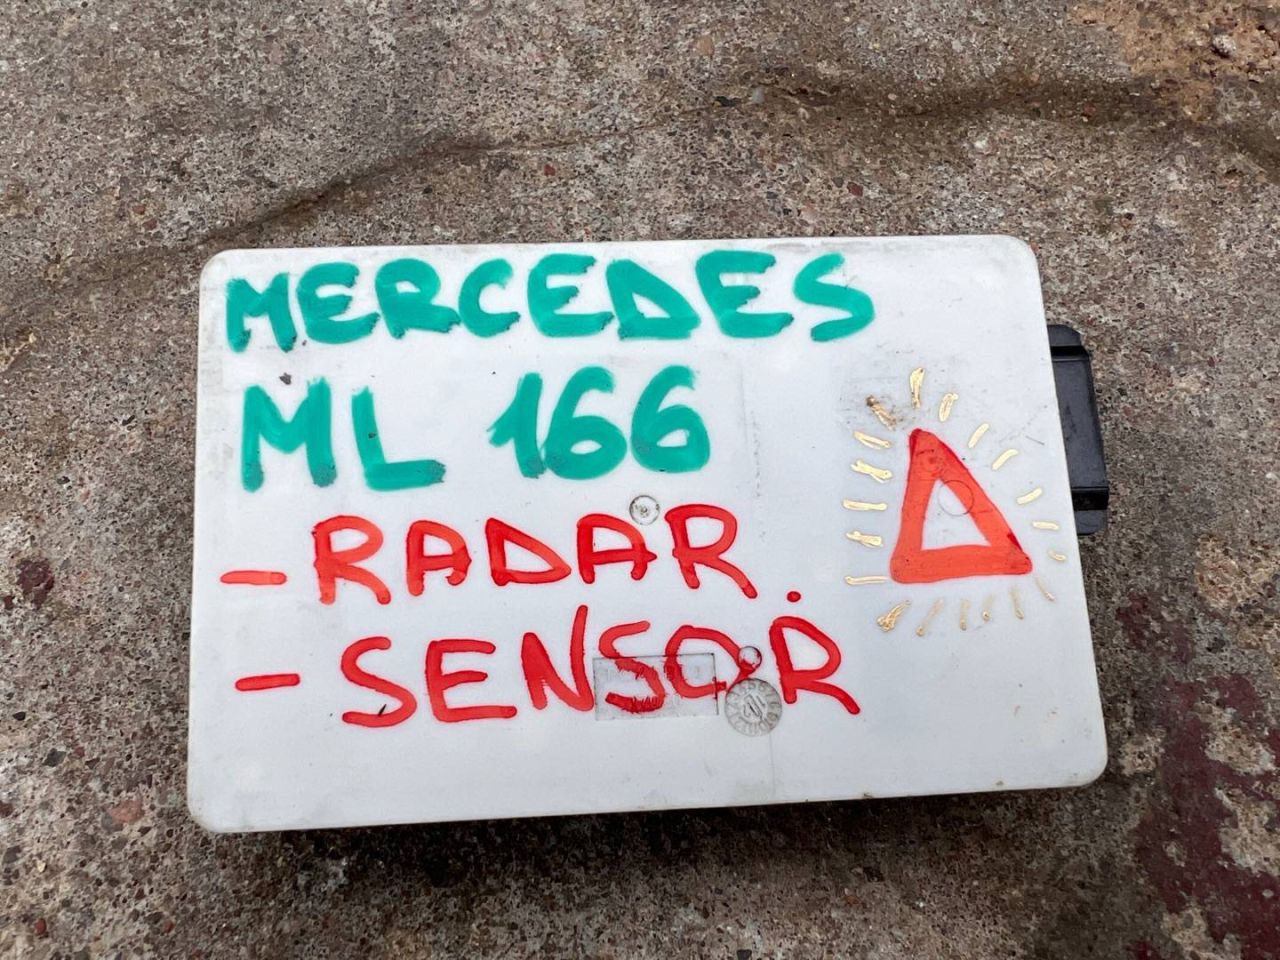 MERCEDES
ML 166
- RADAR.
- SENSOR